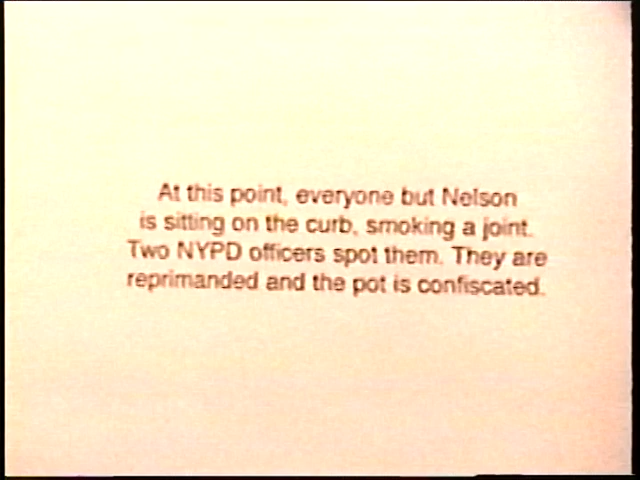 At this point, everyone but Nelson
is sitting on the curb, smoking a joint.
Two NYPD officers spot them. They are
reprimanded and the pot is confiscated.